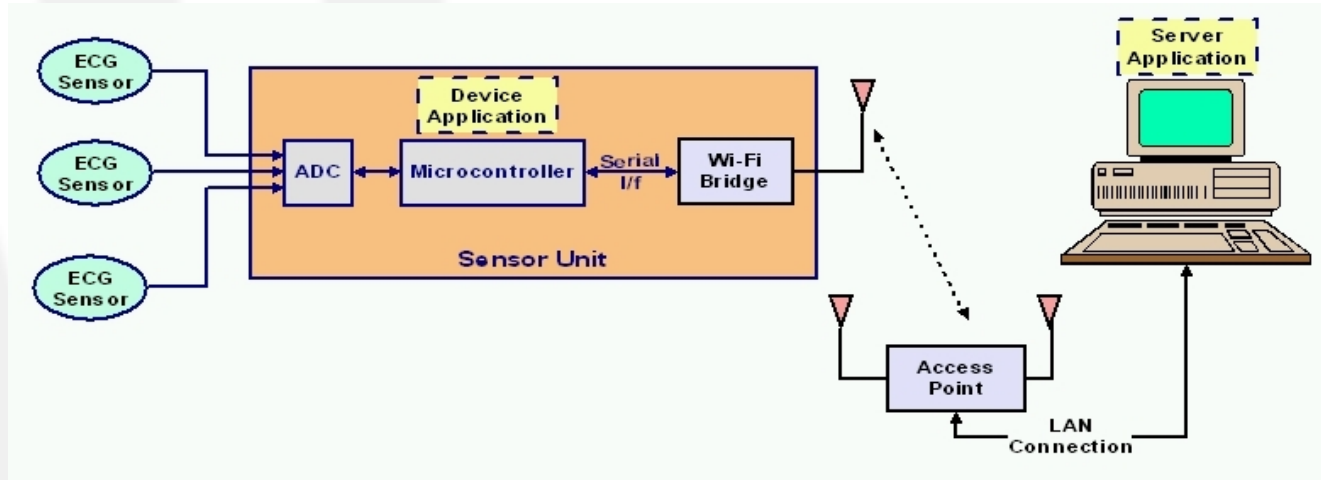 ECG
Sensor
ECG
Sensor
ECG
Sensor
Device
Application
ADC
Microcontroller
Serial
I/f
Wi-Fi
Bridge
Sensor Unit
Server
Application
Access
Point
LAN
Connection